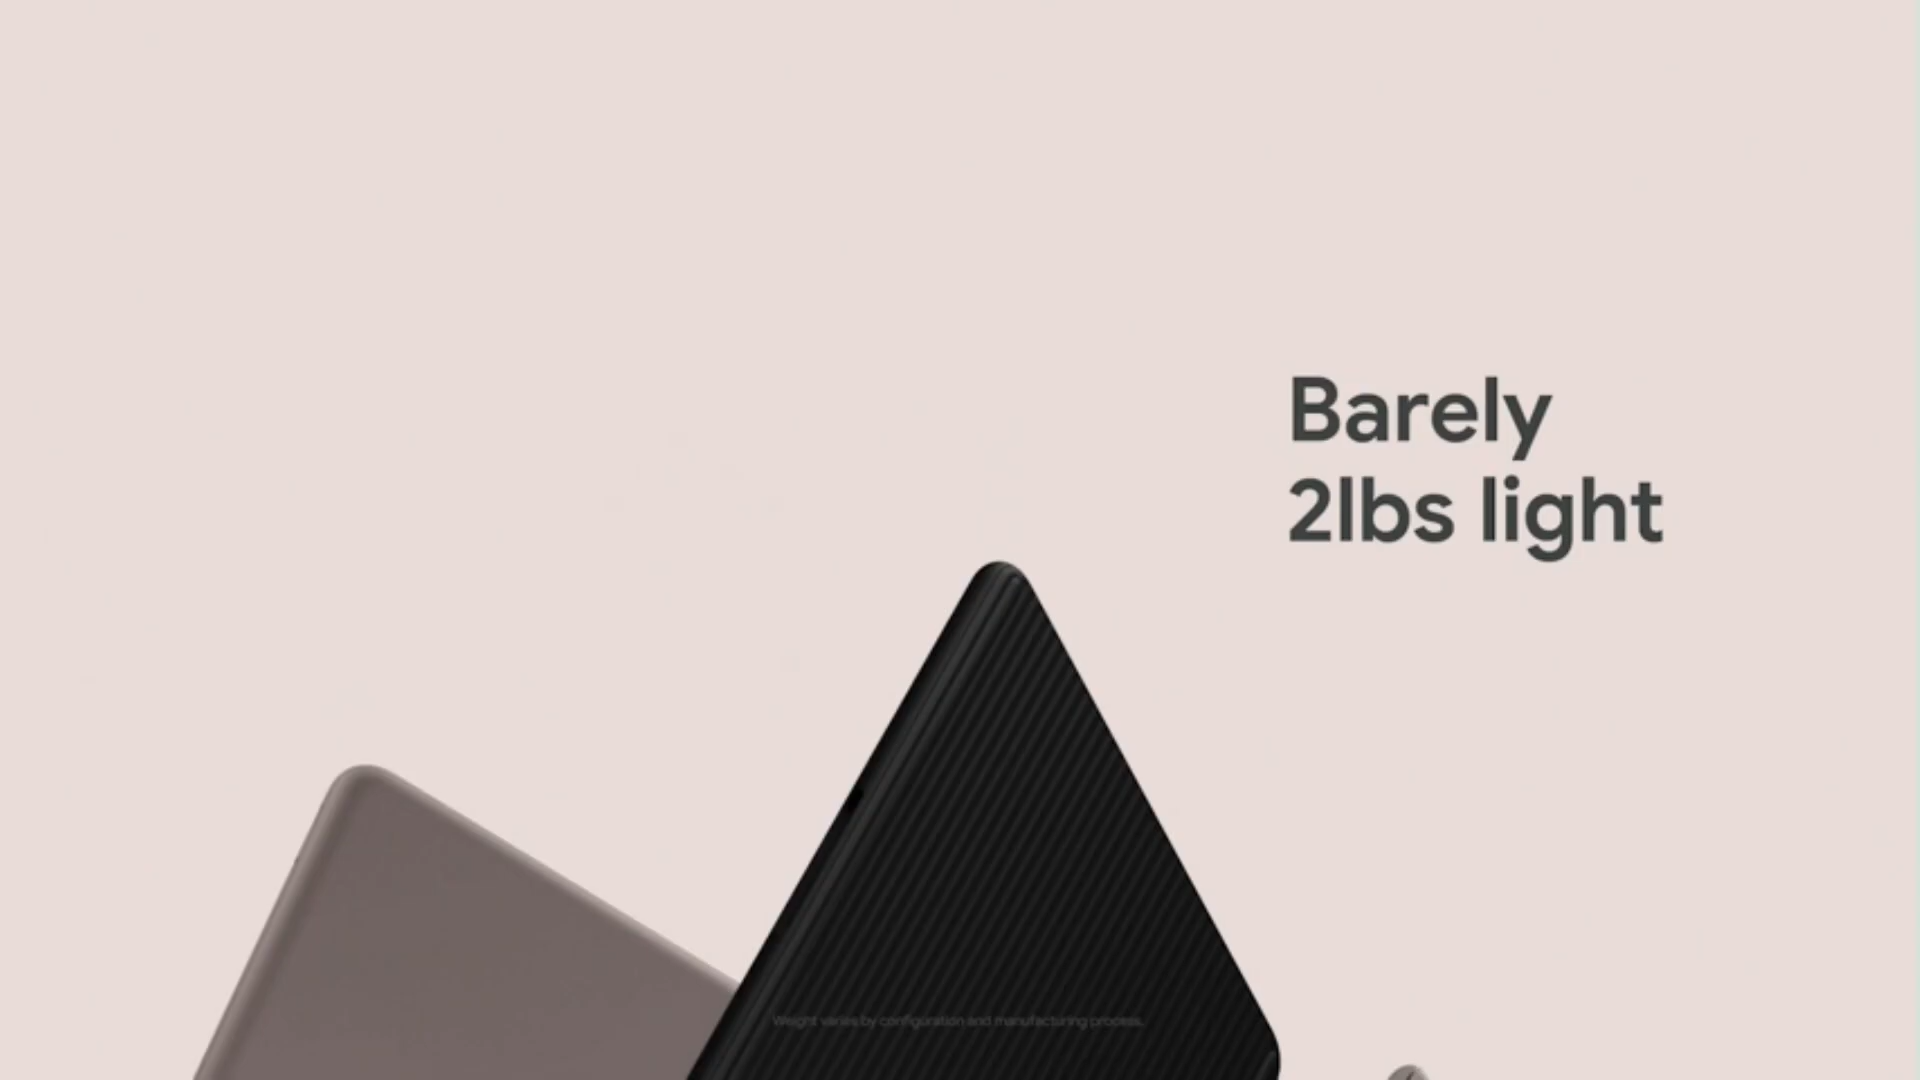 Barely
2lbs light
Weight varies by configuration and manufacturing process.